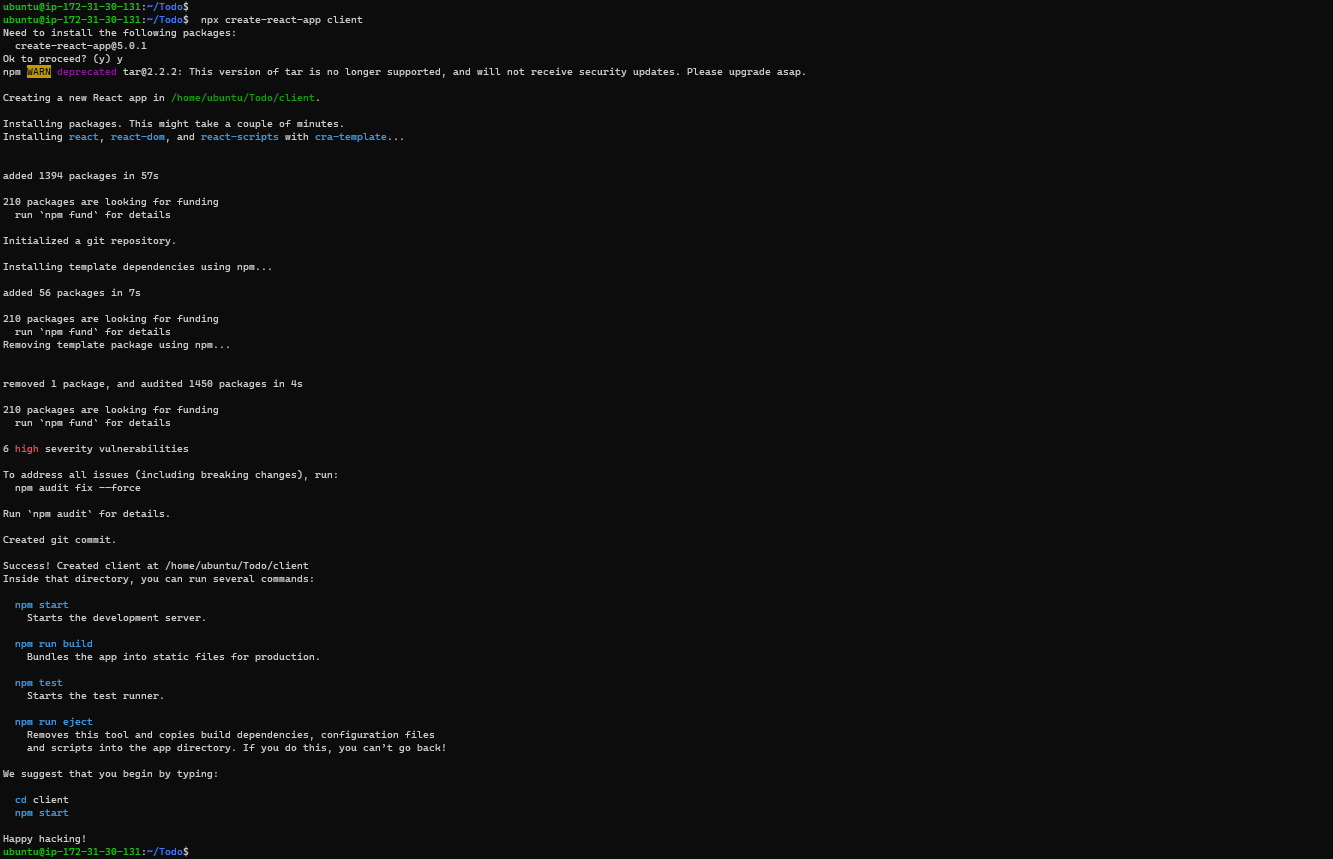 ubuntu@ip-172-31-30-131:~/Todo$
ubuntu@ip-172-31-30-131:~/Todo$  npx create-react-app client
Need to install the following packages:
  create-react-app@5.0.1
Ok to proceed? (y) y
npm WARN deprecated tar@2.2.2: This version of tar is no longer supported, and will not receive security updates. Please upgrade asap.

Creating a new React app in /home/ubuntu/Todo/client.

Installing packages. This might take a couple of minutes.
Installing react, react-dom, and react-scripts with cra-template...


added 1394 packages in 57s

210 packages are looking for funding
  run `npm fund` for details

Initialized a git repository.

Installing template dependencies using npm...

added 56 packages in 7s

210 packages are looking for funding
  run `npm fund` for details
Removing template package using npm...


removed 1 package, and audited 1450 packages in 4s

210 packages are looking for funding
  run `npm fund` for details

6 high severity vulnerabilities

To address all issues (including breaking changes), run:
  npm audit fix --force

Run `npm audit` for details.

Created git commit.

Success! Created client at /home/ubuntu/Todo/client
Inside that directory, you can run several commands:

  npm start
    Starts the development server.

  npm run build
    Bundles the app into static files for production.

  npm test
    Starts the test runner.

  npm run eject
    Removes this tool and copies build dependencies, configuration files
    and scripts into the app directory. If you do this, you can’t go back!

We suggest that you begin by typing:

  cd client
  npm start

Happy hacking!
ubuntu@ip-172-31-30-131:~/Todo$